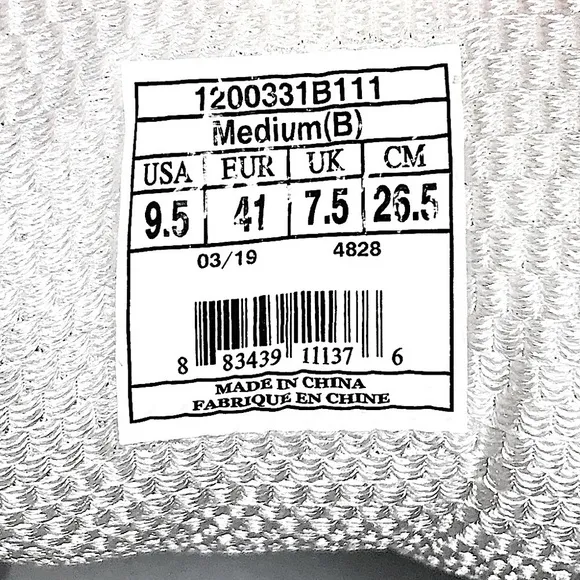 1200331B111
Medium(B)
USA EUR UK CM
9.5 41 7.5 26.5
03/19 4828
8 83439 11137 6
MADE IN CHINA
FABRIQUE EN CHINE